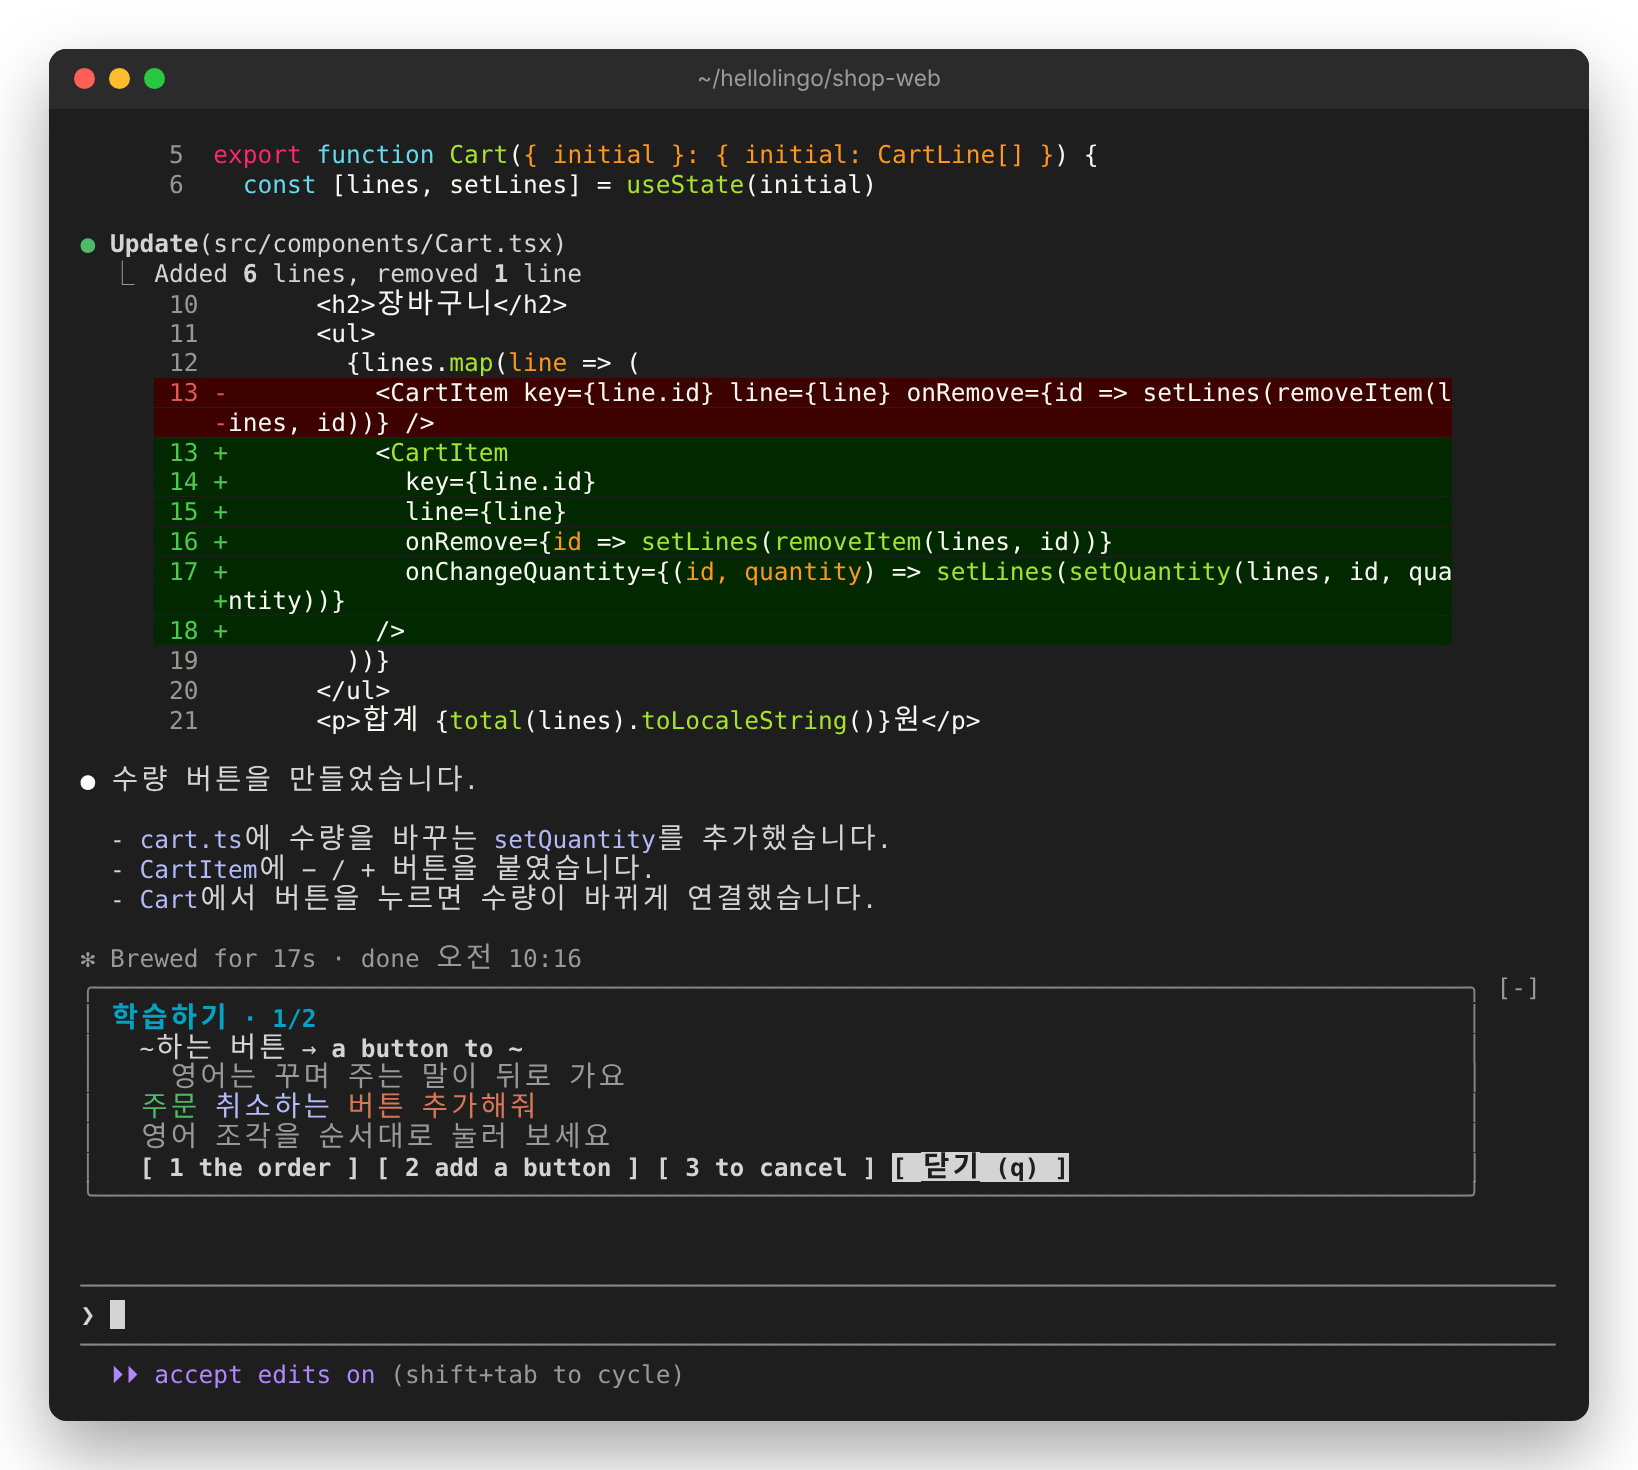 ~/hellolingo/shop-web
5 export function Cart({ initial }: { initial: CartLine[] }) {
6 const [lines, setLines] = useState(initial)
● Update(src/components/Cart.tsx)
⎿ Added 6 lines, removed 1 line
10 <h2>장바구니</h2>
11 <ul>
12 {lines.map(line => (
13 - <CartItem key={line.id} line={line} onRemove={id => setLines(removeItem(l
-ines, id))} />
13 + <CartItem
14 + key={line.id}
15 + line={line}
16 + onRemove={id => setLines(removeItem(lines, id))}
17 + onChangeQuantity={(id, quantity) => setLines(setQuantity(lines, id, qua
+ntity))}
18 + />
19 ))}
20 </ul>
21 <p>합계 {total(lines).toLocaleString()}원</p>
● 수량 버튼을 만들었습니다.
- cart.ts에 수량을 바꾸는 setQuantity를 추가했습니다.
- CartItem에 − / + 버튼을 붙였습니다.
- Cart에서 버튼을 누르면 수량이 바뀌게 연결했습니다.
✻ Brewed for 17s · done 오전 10:16
[-]
학습하기 · 1/2
~하는 버튼 → a button to ~
영어는 꾸며 주는 말이 뒤로 가요
주문 취소하는 버튼 추가해줘
영어 조각을 순서대로 눌러 보세요
[ 1 the order ] [ 2 add a button ] [ 3 to cancel ] [ 닫기 (q) ]
❯
⏵⏵ accept edits on (shift+tab to cycle)